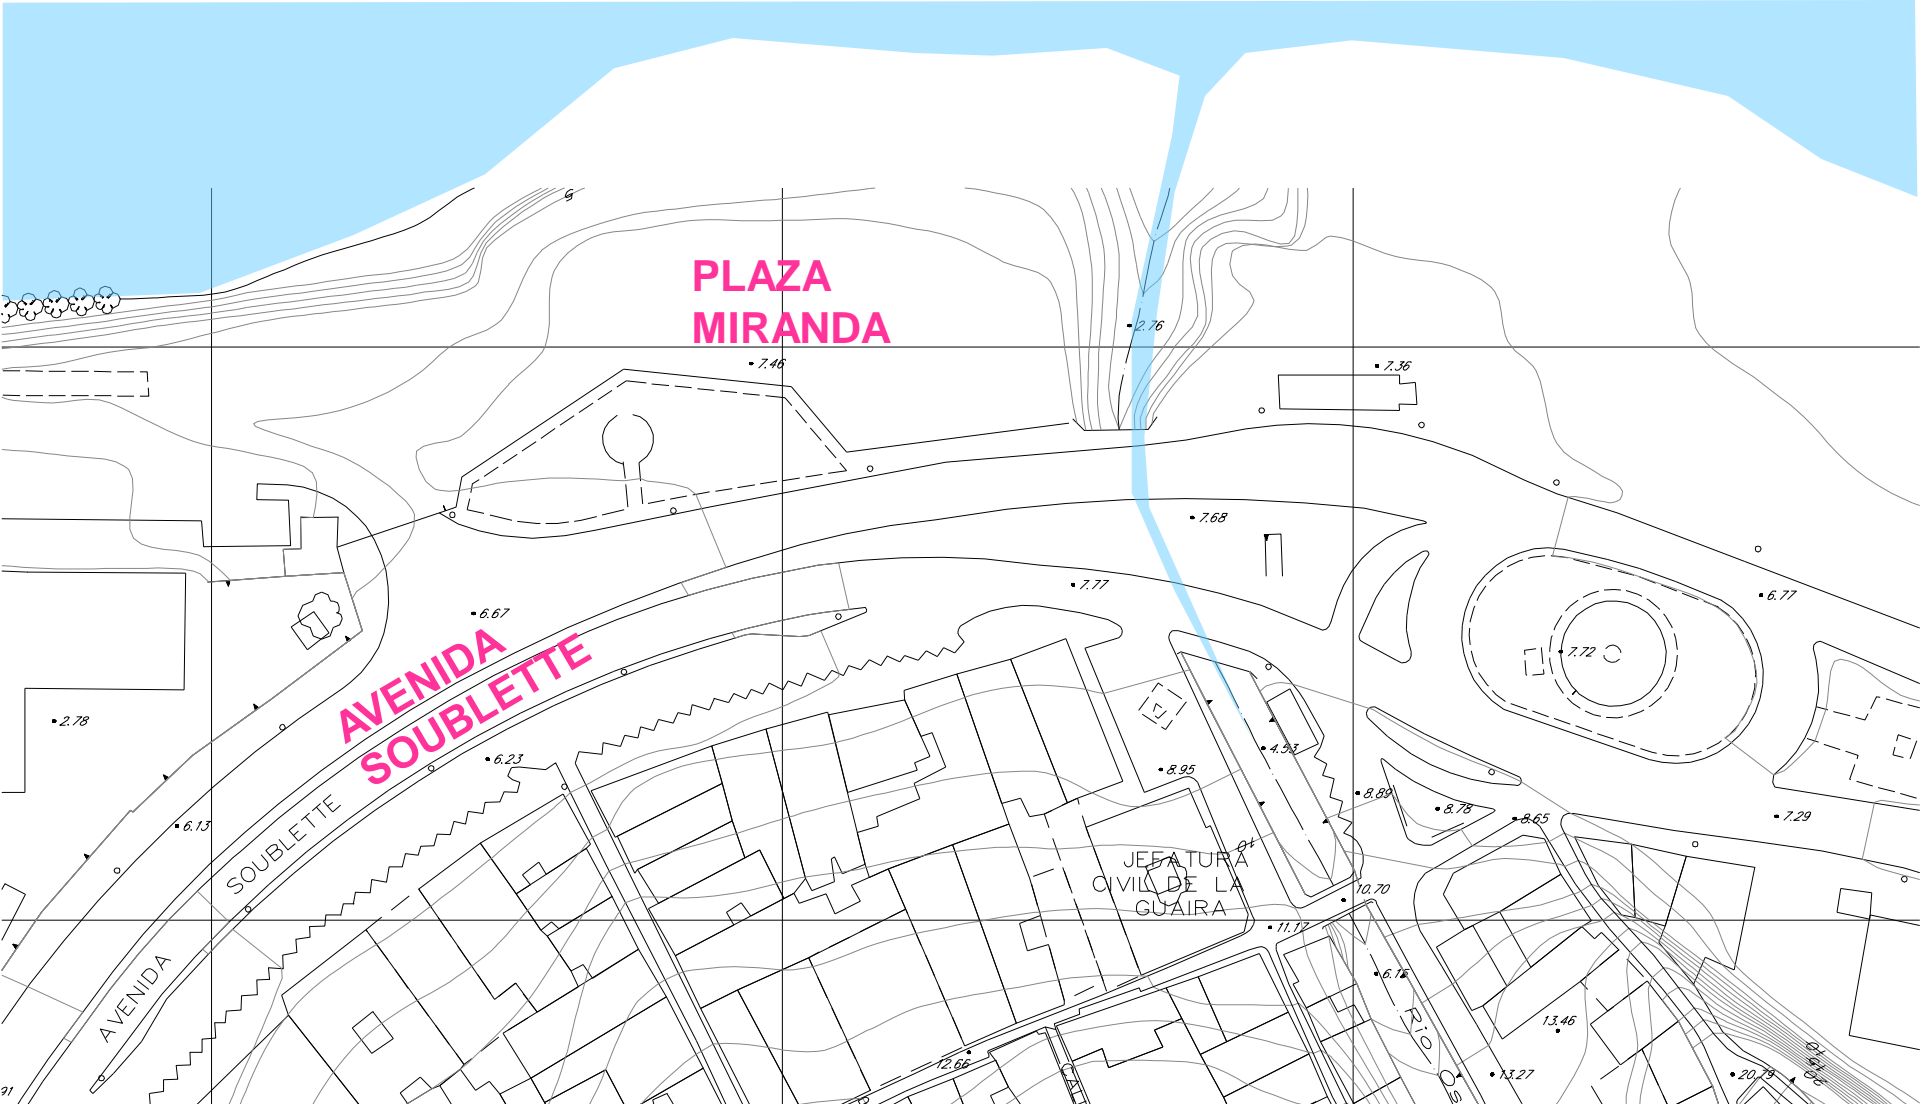 PLAZA
MIRANDA
2.76
7.46
7.36
7.68
7.77
6.67
6.77
AVENIDA
SOUBLETTE
7.72
2.78
6.23
4.53
8.95
8.89
8.78
8.65
7.29
6.13
SOUBLETTE
10
JEFATURA
CIVIL DE LA
GUAIRA
10.70
11.17
AVENIDA
6.15
Río
13.46
12.66
13.27
20.79